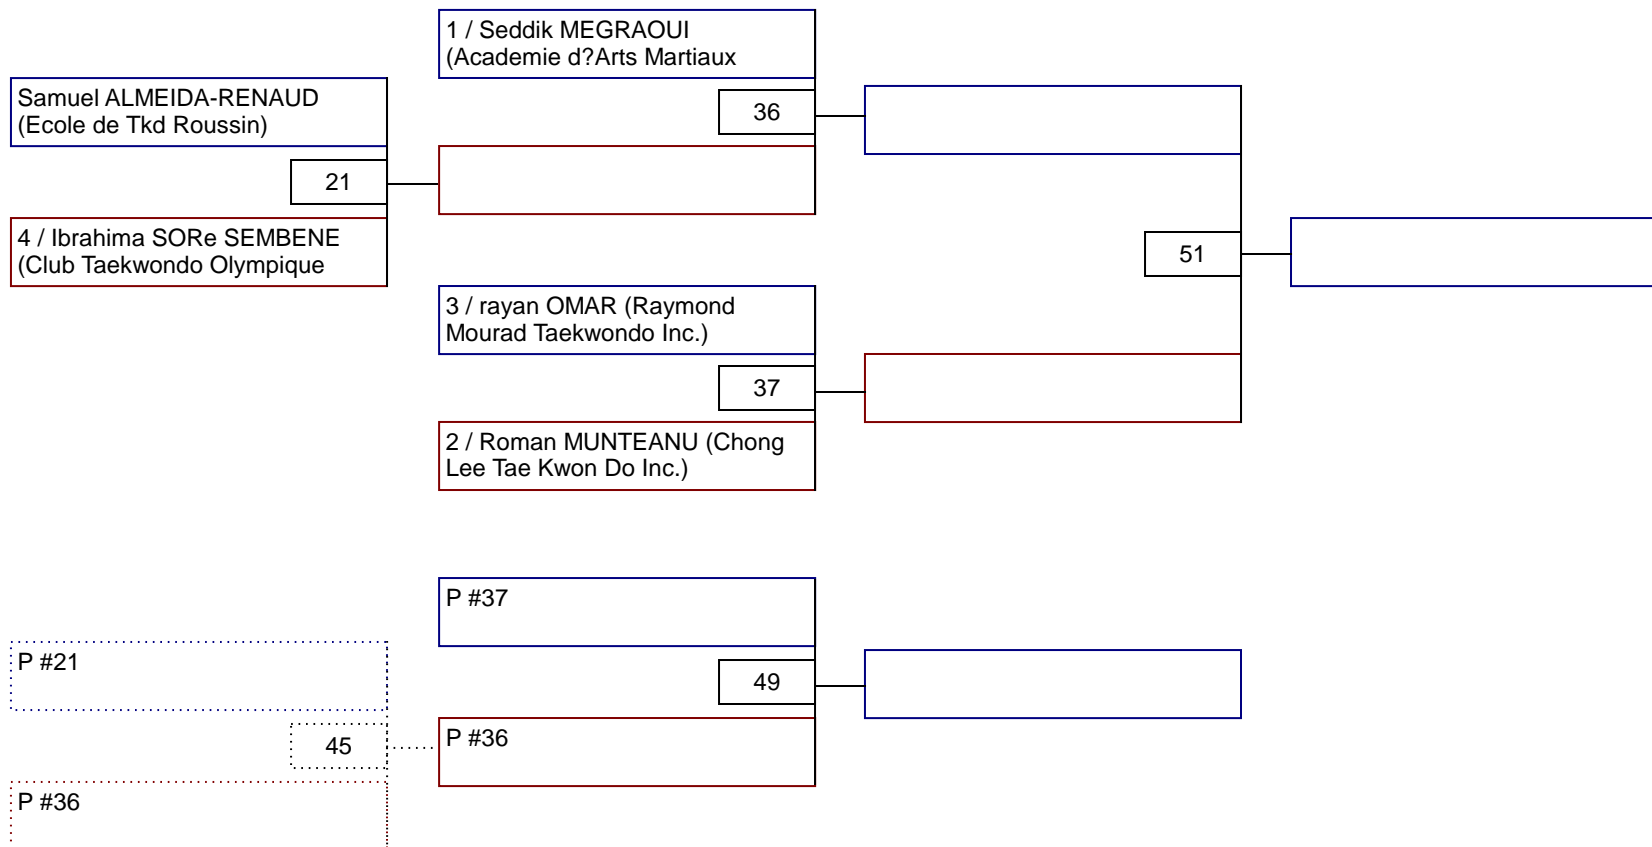 1 / Seddik MEGRAOUI
(Academie d?Arts Martiaux
Samuel ALMEIDA-RENAUD
(Ecole de Tkd Roussin)
36
21
4 / Ibrahima SORe SEMBENE
(Club Taekwondo Olympique
51
3 / rayan OMAR (Raymond
Mourad Taekwondo Inc.)
37
2 / Roman MUNTEANU (Chong
Lee Tae Kwon Do Inc.)
P #37
P #21
49
45
P #36
P #36